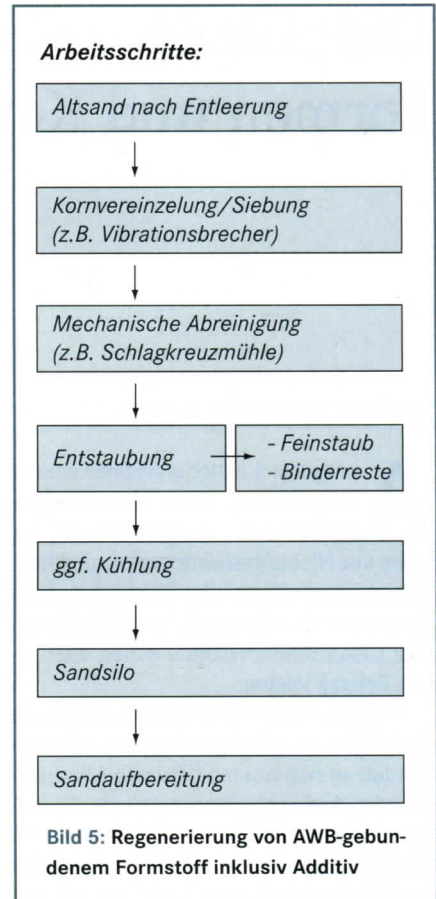 Arbeitsschritte:
Altsand nach Entleerung
Kornvereinzelung/Siebung
(z.B. Vibrationsbrecher)
Mechanische Abreinigung
(z.B. Schlagkreuzmühle)
Entstaubung
- Feinstaub
- Binderreste
ggf. Kühlung
Sandsilo
Sandaufbereitung
Bild 5: Regenerierung von AWB-gebun-
denem Formstoff inklusiv Additiv